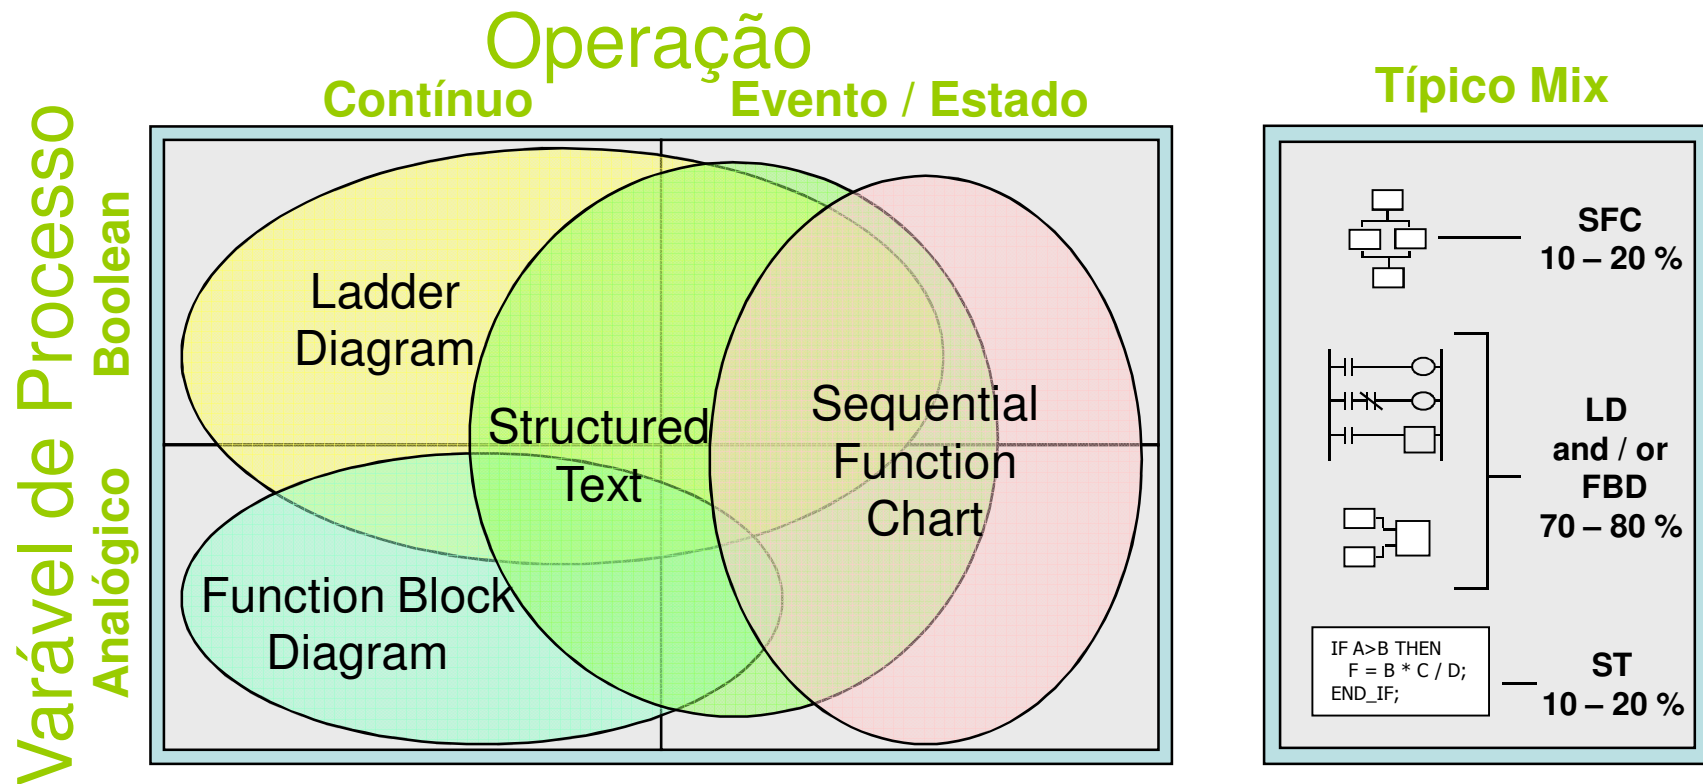 Operação
Contínuo
Evento / Estado
Típico Mix
Varável de Processo
Boolean
Analógico
Ladder
Diagram
Structured
Text
Sequential
Function
Chart
Function Block
Diagram
SFC
10 – 20 %
LD
and / or
FBD
70 – 80 %
IF A>B THEN
F = B * C / D;
END_IF;
ST
10 – 20 %